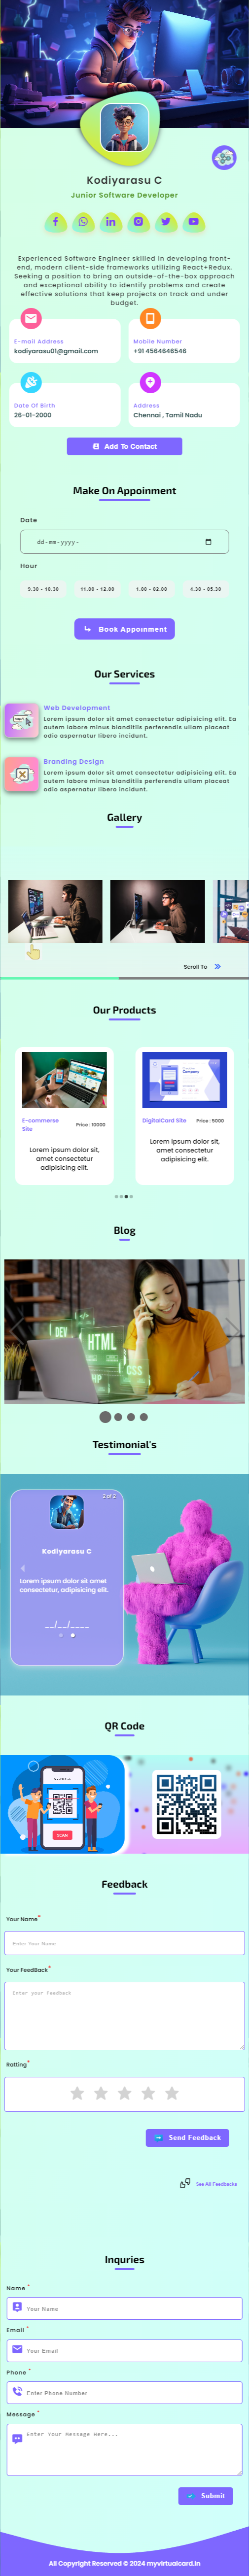 Kodiyarasu C
Junior Software Developer
Experienced Software Engineer skilled in developing front-
end, modern client-side frameworks utilizing React+Redux.
Seeking a position to bring an outside-of-the-box approach
and exceptional ability to identify problems and create
effective solutions that keep projects on track and under
budget.
E-mail Address
kodiyarasu01@gmail.com
Mobile Number
+91 4564646546
Date Of Birth
26-01-2000
Address
Chennai , Tamil Nadu
Add To Contact
Make On Appoinment
Date
dd-mm-yyyy
Hour
9.30 - 10.30
11.00 - 12.00
1.00 - 02.00
4.30 - 05.30
Book Appoinment
Our Services
Web Development
Lorem ipsum dolor sit amet consectetur adipisicing elit. Ea
autem labore minus blanditiis perferendis ullam placeat
odio aspernatur libero incidunt.
Branding Design
Lorem ipsum dolor sit amet consectetur adipisicing elit. Ea
autem labore minus blanditiis perferendis ullam placeat
odio aspernatur libero incidunt.
Gallery
Scroll To
Our Products
E-commerse
Site
Price : 10000
Lorem ipsum dolor sit,
amet consectetur
adipisicing elit.
DigitalCard Site
Price : 5000
Lorem ipsum dolor sit,
amet consectetur
adipisicing elit.
Blog
DEV
HTML
CSS
Testimonial's
2 of 2
Kodiyarasu C
Lorem ipsum dolor sit amet
consectetur, adipisicing elit.
__/__/____
QR Code
SCAN
Feedback
Your Name*
Enter Your Name
Your FeedBack*
Enter your Feedback
Ratting*
Send Feedback
See All Feedbacks
Inquries
Name *
Your Name
Email *
Your Email
Phone *
Enter Phone Number
Message *
Enter Your Message Here...
Submit
All Copyright Reserved © 2024 myvirtualcard.in